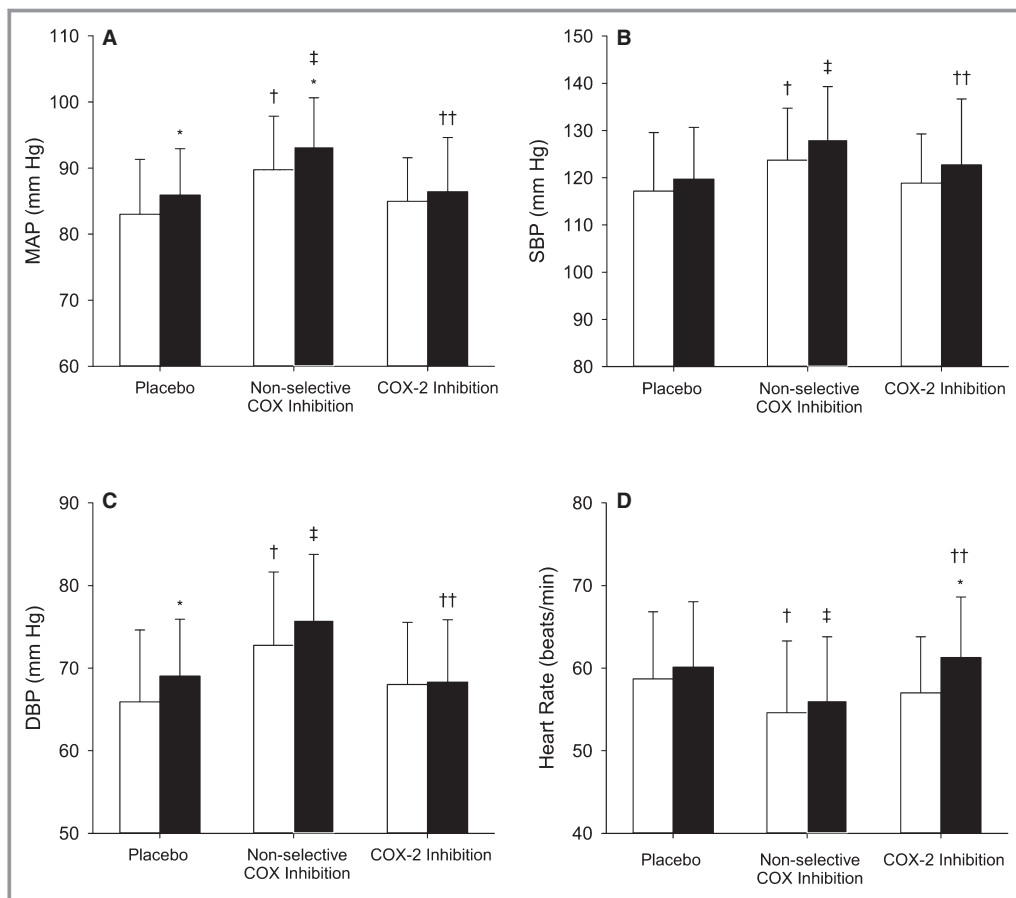 A
MAP (mm Hg)
110
100
90
80
70
60
*
†
‡
*
††
Placebo
Non-selective
COX Inhibition
COX-2 Inhibition
B
SBP (mm Hg)
150
140
130
120
110
100
90
80
†
‡
††
Placebo
Non-selective
COX Inhibition
COX-2 Inhibition
C
DBP (mm Hg)
90
80
70
60
50
*
†
‡
††
Placebo
Non-selective
COX Inhibition
COX-2 Inhibition
D
Heart Rate (beats/min)
80
70
60
50
40
†
‡
††
*
Placebo
Non-selective
COX Inhibition
COX-2 Inhibition